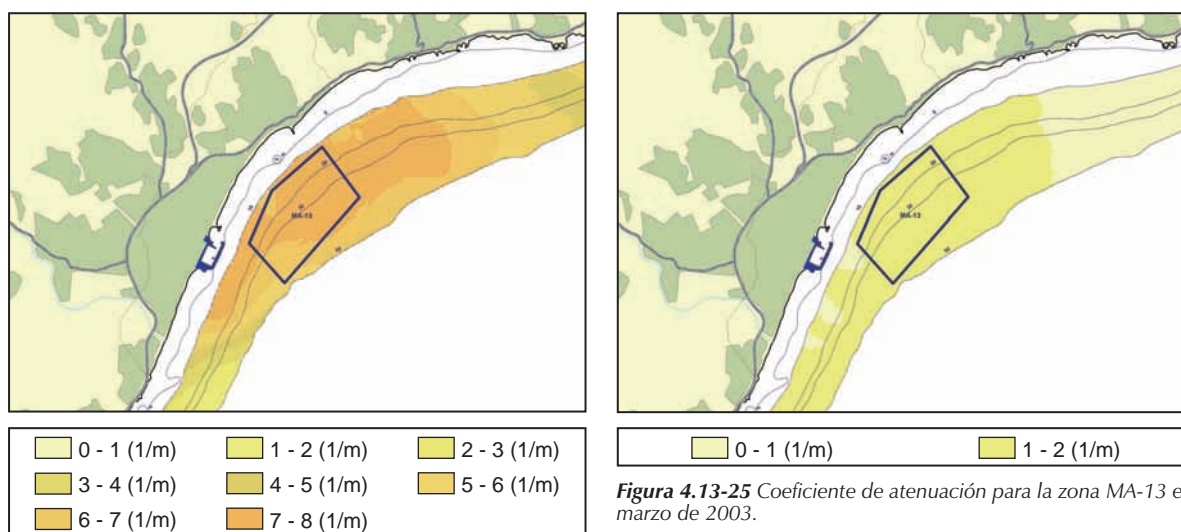 MA-13
MA-13
0 - 1 (1/m) 1 - 2 (1/m) 2 - 3 (1/m)
3 - 4 (1/m) 4 - 5 (1/m) 5 - 6 (1/m)
6 - 7 (1/m) 7 - 8 (1/m)
0 - 1 (1/m) 1 - 2 (1/m)
Figura 4.13-25 Coeficiente de atenuación para la zona MA-13 e
marzo de 2003.